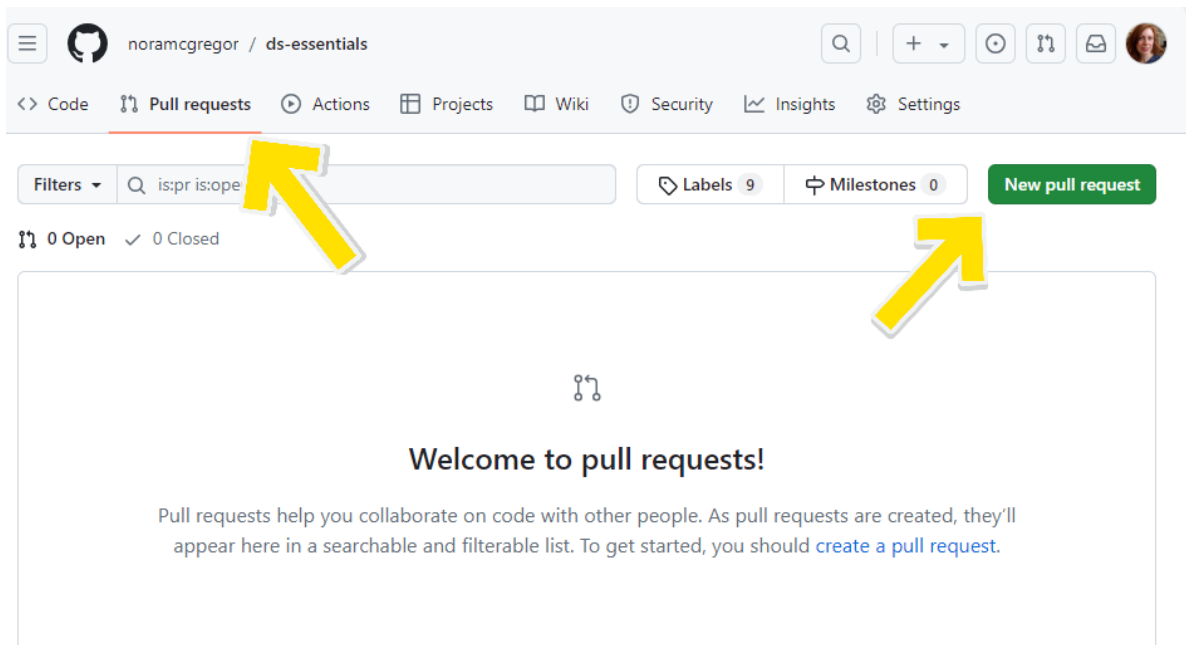 noramcgregor / ds-essentials
Code Pull requests Actions Projects Wiki Security Insights Settings
Filters is:pr is:ope Labels 9 Milestones 0 New pull request
0 Open 0 Closed
Welcome to pull requests!
Pull requests help you collaborate on code with other people. As pull requests are created, they'll
appear here in a searchable and filterable list. To get started, you should create a pull request.